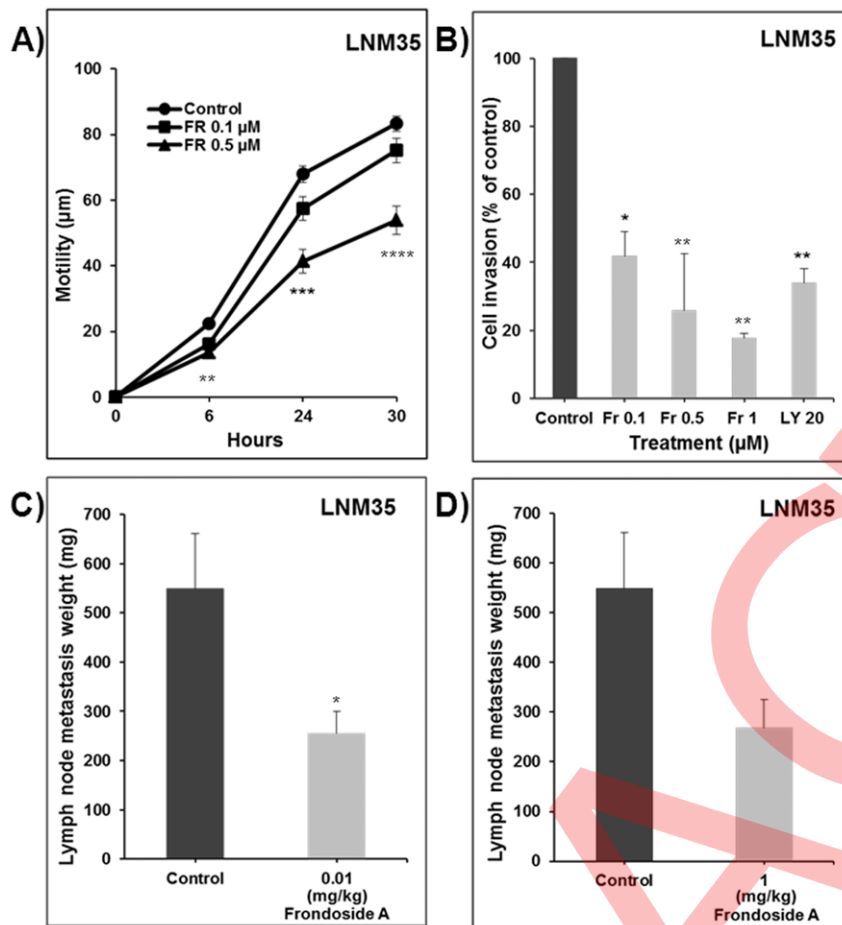 A)
LNM35
100
80
60
40
20
0
Motility (µm)
Control
FR 0.1 µM
FR 0.5 µM
**
***
****
0 6 24 30
Hours
B)
LNM35
100
80
60
40
20
0
Cell invasion (% of control)
*
**
**
**
Control Fr 0.1 Fr 0.5 Fr 1 LY 20
Treatment (µM)
C)
LNM35
700
600
500
400
300
200
100
0
Lymph node metastasis weight (mg)
*
Control 0.01
(mg/kg)
Frondoside A
D)
LNM35
700
600
500
400
300
200
100
0
Lymph node metastasis weight (mg)
Control 1
(mg/kg)
Frondoside A